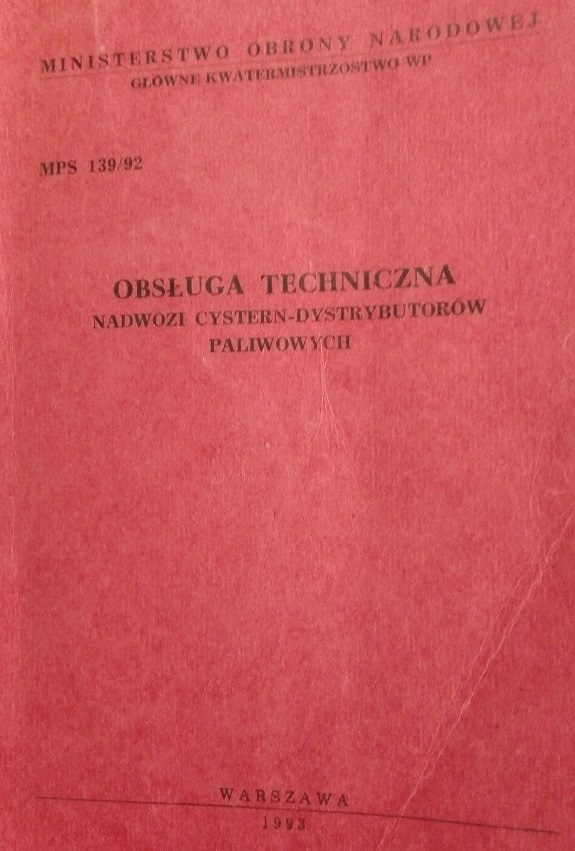 MINISTERSTWO OBRONY NARODOWEJ
GŁÓWNE KWATERMISTRZOSTWO WP
MPS 139/92
OBSŁUGA TECHNICZNA
NADWOZI CYSTERN-DYSTRYBUTORÓW
PALIWOWYCH
WARSZAWA
1993